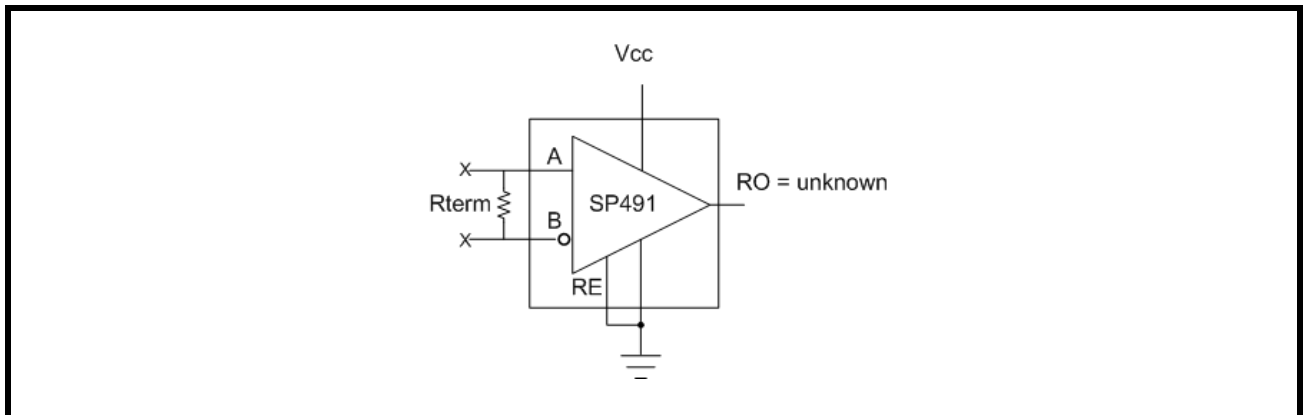 Vcc
A
RO = unknown
Rterm
SP491
B
RE